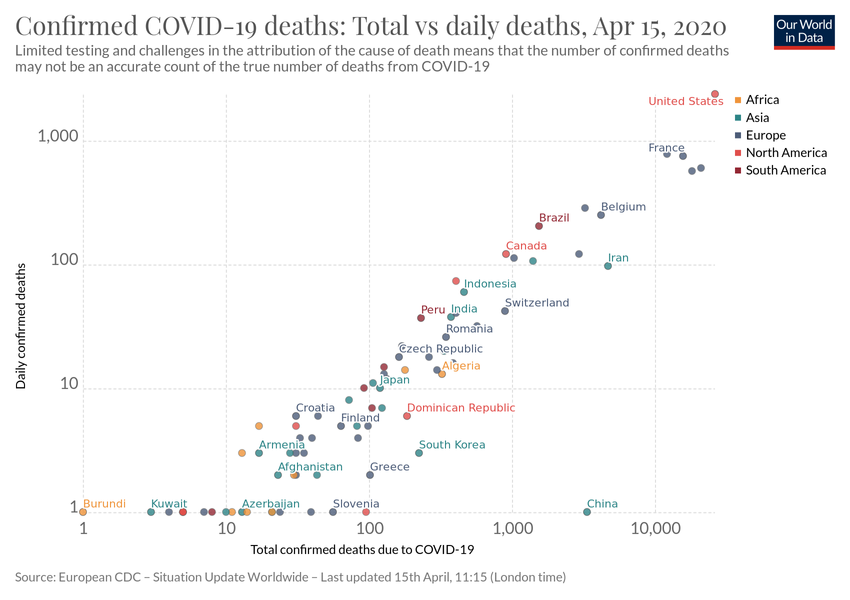 Confirmed COVID-19 deaths: Total vs daily deaths, Apr 15, 2020
Our World
in Data
Limited testing and challenges in the attribution of the cause of death means that the number of confirmed deaths
may not be an accurate count of the true number of deaths from COVID-19
United States
Africa
Asia
Europe
North America
South America
1,000
France
Belgium
Brazil
Canada
Iran
100
Indonesia
Switzerland
Peru
India
Romania
Czech Republic
Algeria
Japan
10
Croatia
Dominican Republic
Finland
Armenia
South Korea
Afghanistan
Greece
1
Burundi
Kuwait
Azerbaijan
Slovenia
China
1
10
100
1,000
10,000
Daily confirmed deaths
Total confirmed deaths due to COVID-19
Source: European CDC – Situation Update Worldwide – Last updated 15th April, 11:15 (London time)